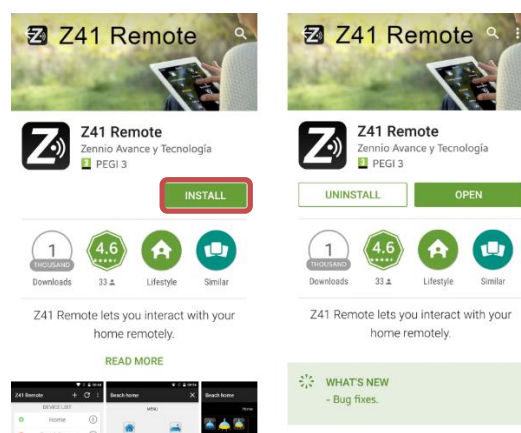 Z41 Remote
Z41 Remote
Zennio Avance y Tecnología
3 PEGI 3
INSTALL
1
THOUSAND
Downloads
4.6
33
Lifestyle
Similar
Z41 Remote lets you interact with your
home remotely.
READ MORE
Z41 Remote
DEVICE LIST
Home
Beach home
MENU
Beach home
Home
Z41 Remote
Z41 Remote
Zennio Avance y Tecnología
3 PEGI 3
UNINSTALL
OPEN
1
THOUSAND
Downloads
4.6
33
Lifestyle
Similar
Z41 Remote lets you interact with your
home remotely.
WHAT'S NEW
- Bug fixes.